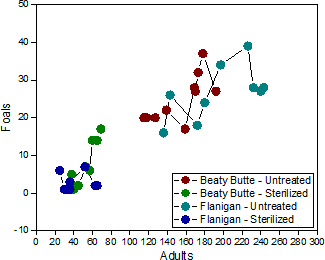 50
40
30
20
10
0
-10
Foals
0 20 40 60 80 100 120 140 160 180 200 220 240 260 280 300
Adults
Beaty Butte - Untreated
Beaty Butte - Sterilized
Flanigan - Untreated
Flanigan - Sterilized